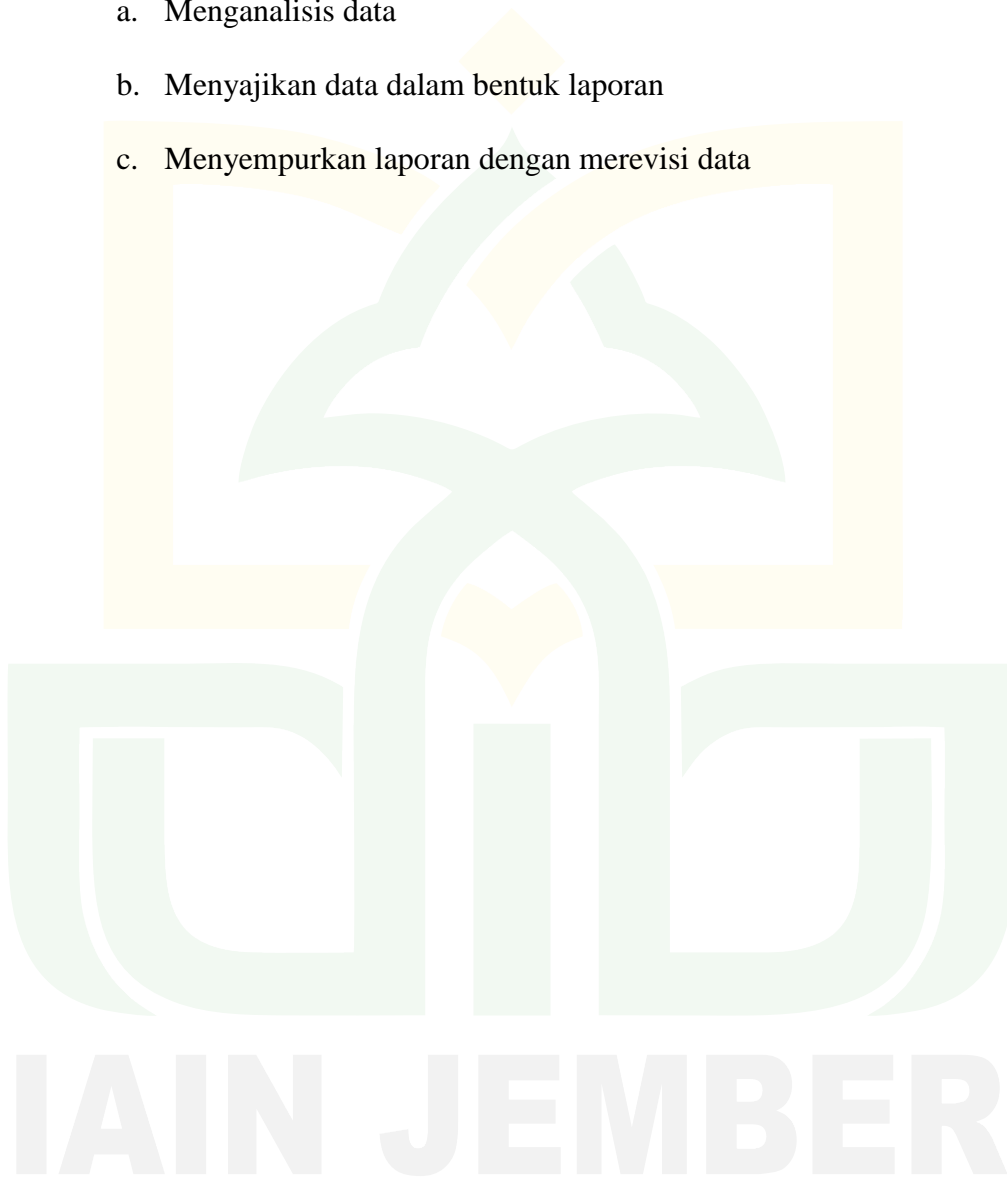 a. Menganalisis data
b. Menyajikan data dalam bentuk laporan
c. Menyempurkan laporan dengan merevisi data
IAIN JEMBER